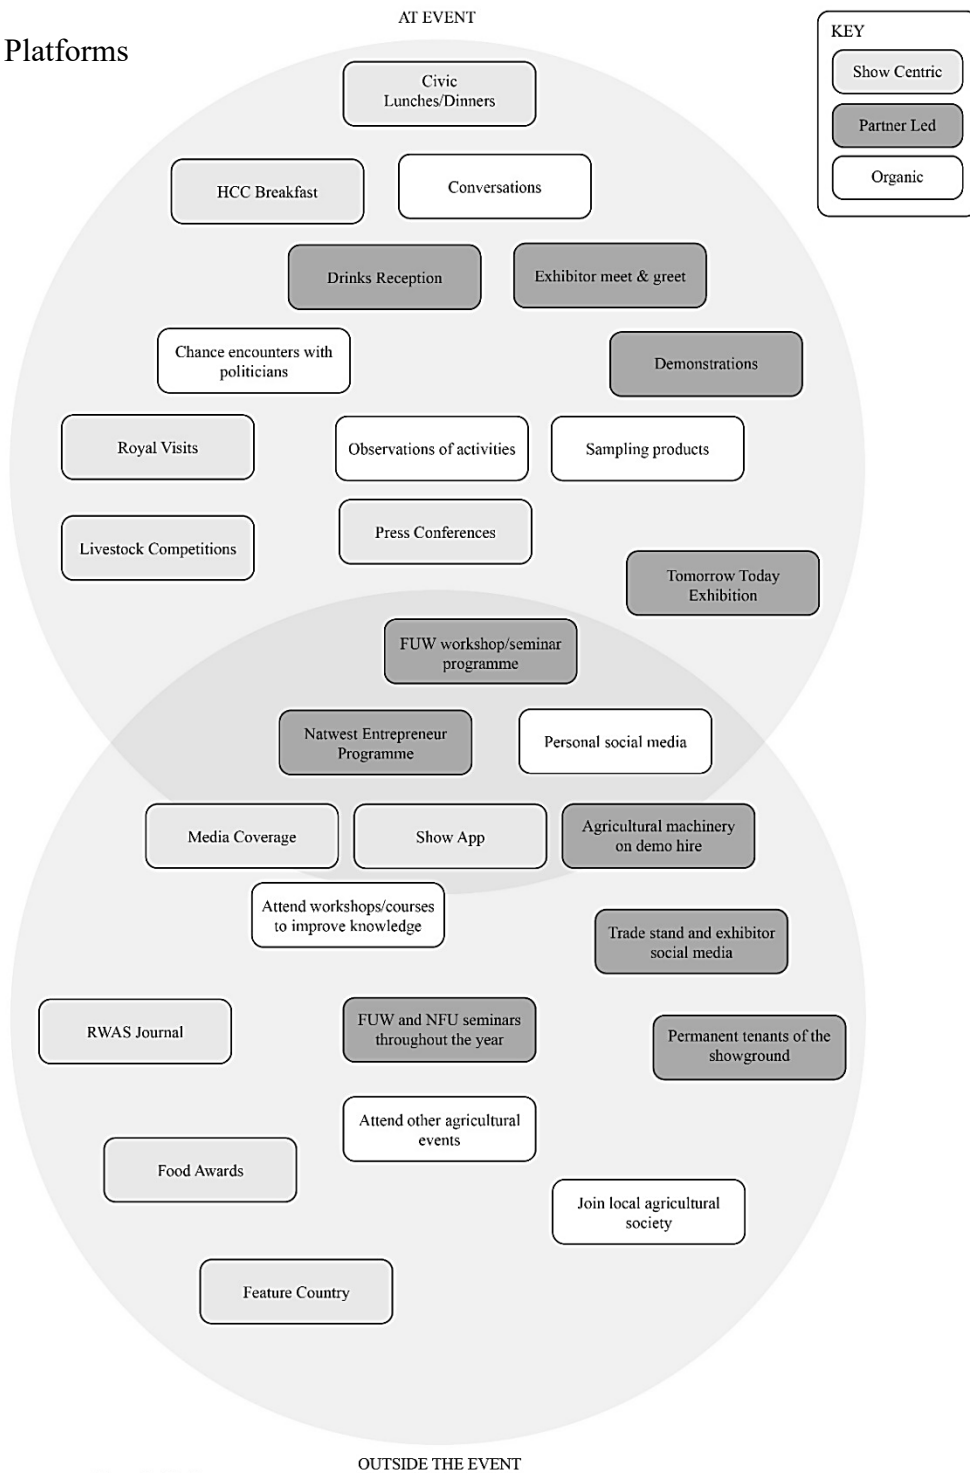 AT EVENT
Platforms
KEY
Show Centric
Partner Led
Organic
Civic
Lunches/Dinners
HCC Breakfast
Conversations
Drinks Reception
Exhibitor meet & greet
Chance encounters with
politicians
Demonstrations
Royal Visits
Observations of activities
Sampling products
Livestock Competitions
Press Conferences
Tomorrow Today
Exhibition
FUW workshop/seminar
programme
Natwest Entrepreneur
Programme
Personal social media
Media Coverage
Show App
Agricultural machinery
on demo hire
Attend workshops/courses
to improve knowledge
Trade stand and exhibitor
social media
RWAS Journal
FUW and NFU seminars
throughout the year
Permanent tenants of the
showground
Attend other agricultural
events
Food Awards
Join local agricultural
society
Feature Country
OUTSIDE THE EVENT